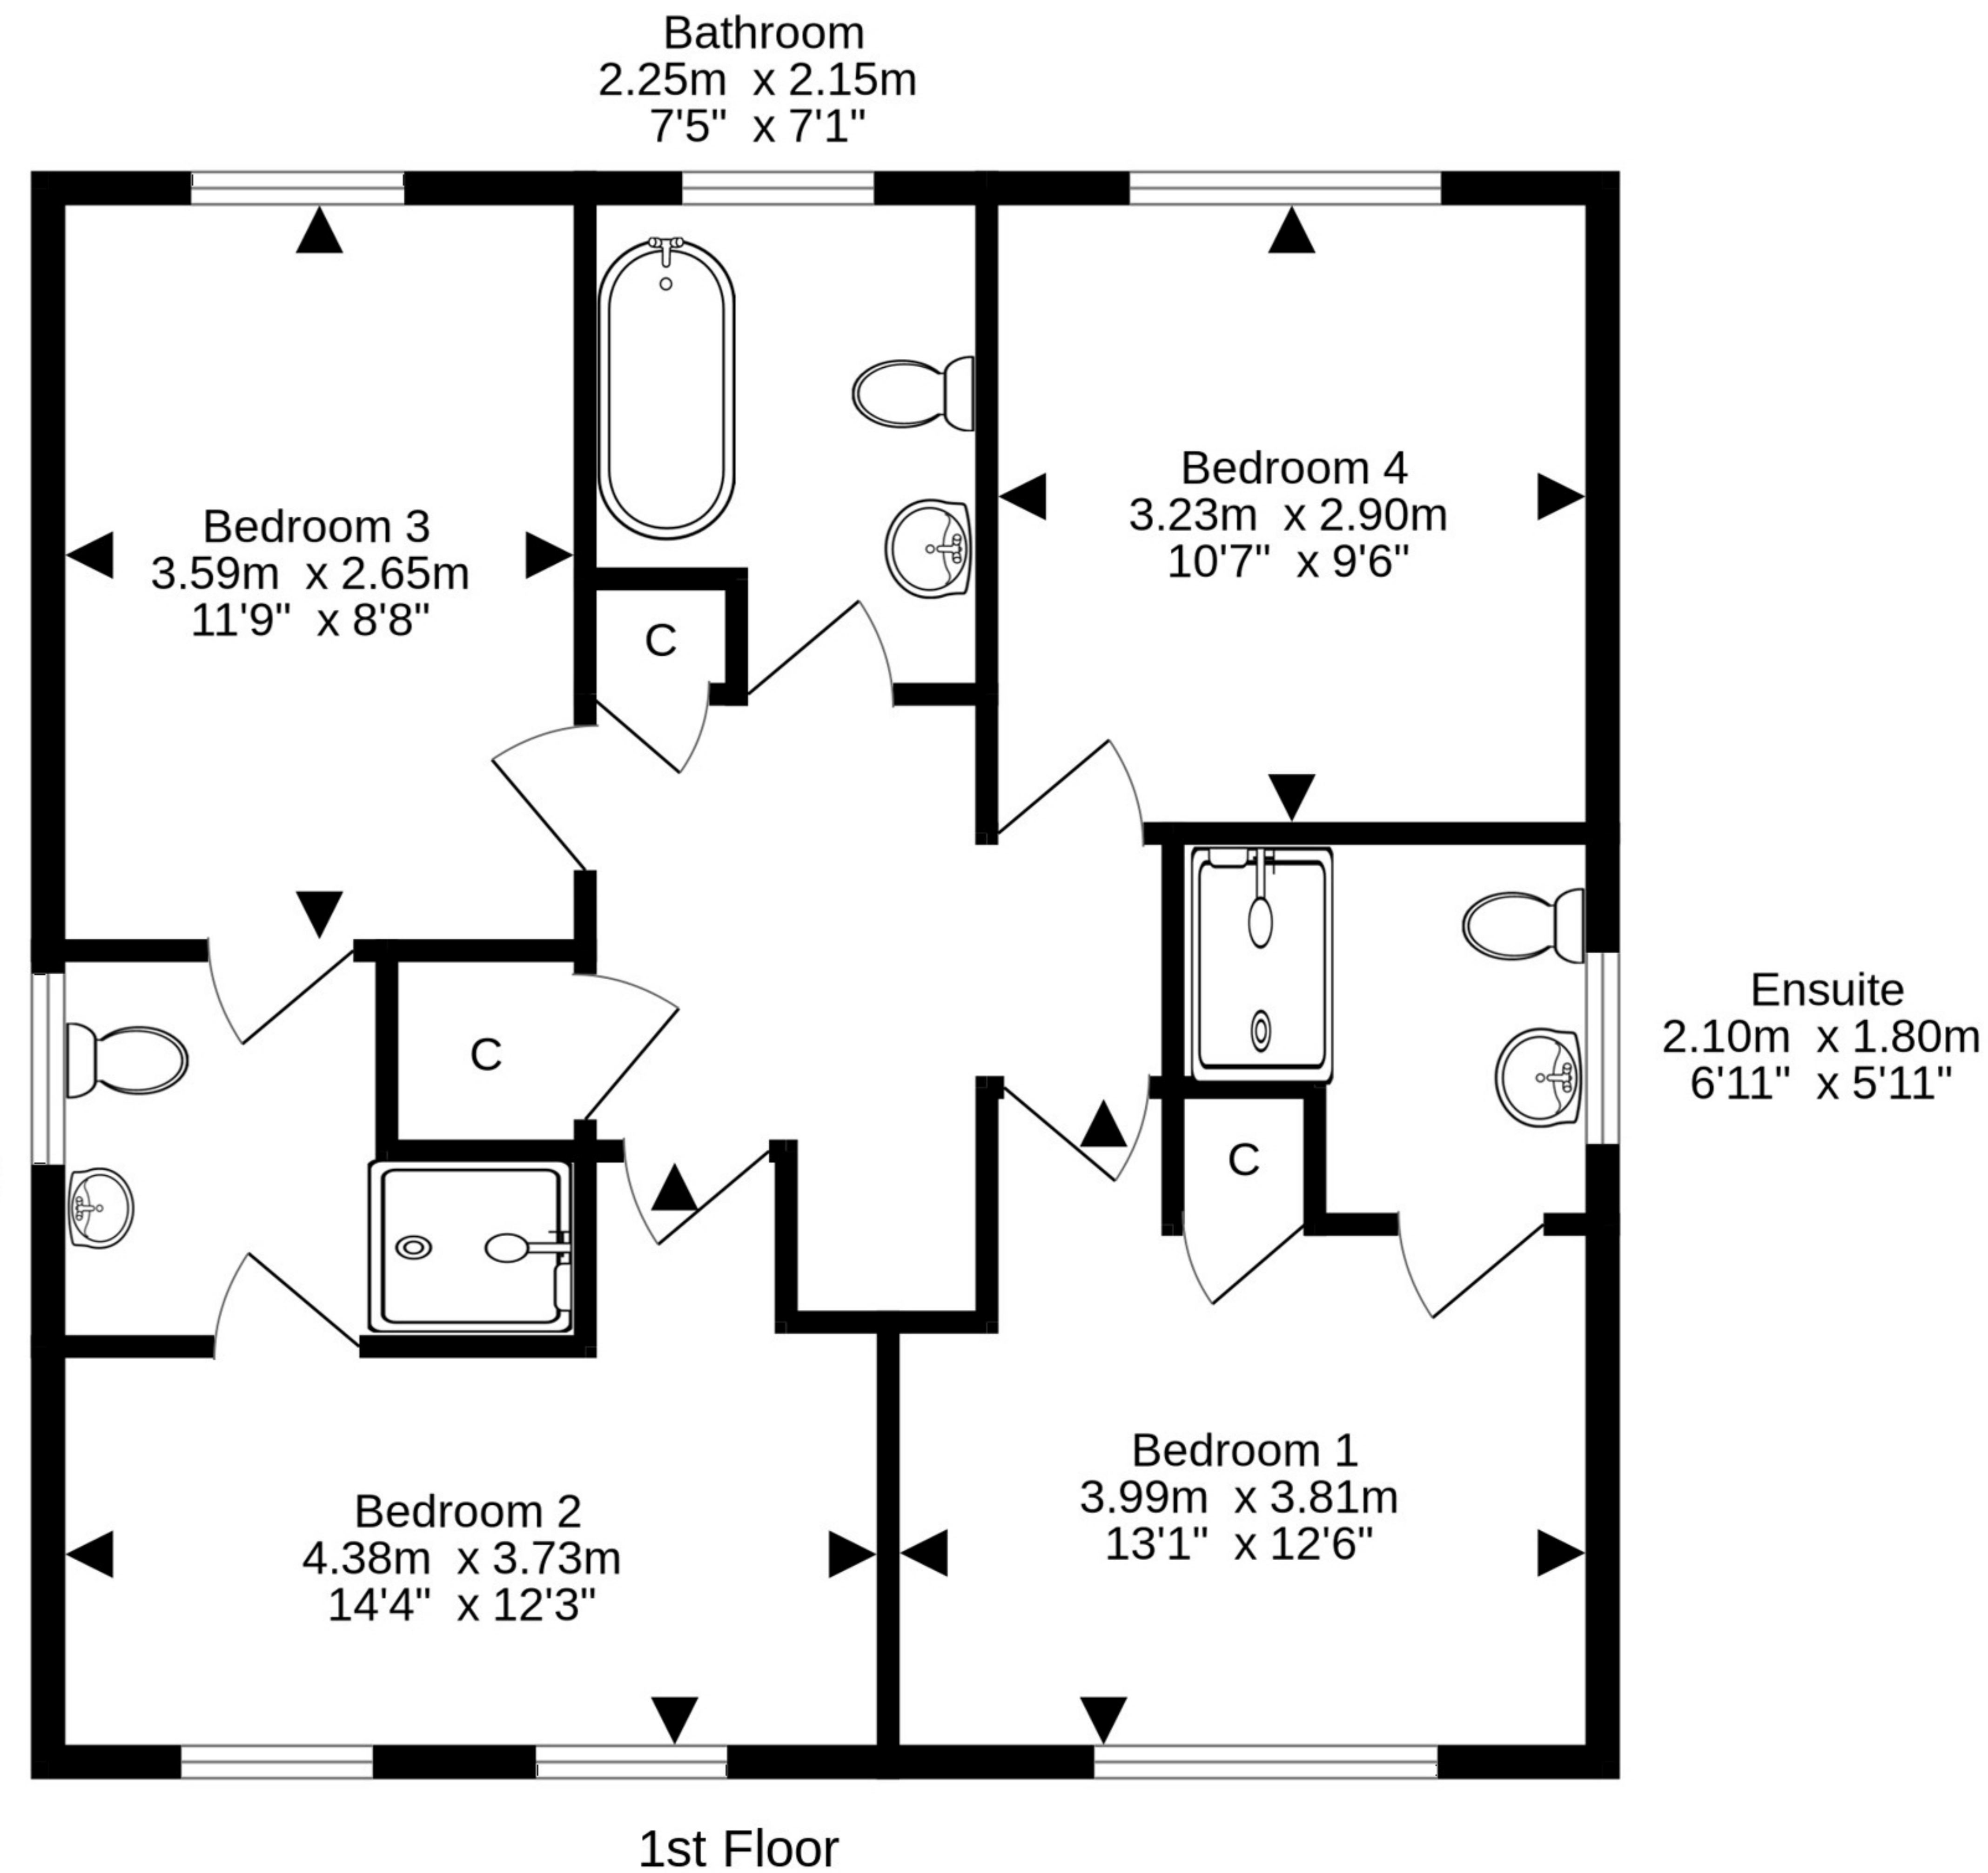 Bathroom
2.25m x 2.15m
7'5" x 7'1"
Bedroom 4
3.23m x 2.90m
10'7" x 9'6"
Bedroom 3
3.59m x 2.65m
11'9" x 8'8"
C
Ensuite
2.10m x 1.80m
6'11" x 5'11"
C
C
Bedroom 1
3.99m x 3.81m
13'1" x 12'6"
Bedroom 2
4.38m x 3.73m
14'4" x 12'3"
1st Floor